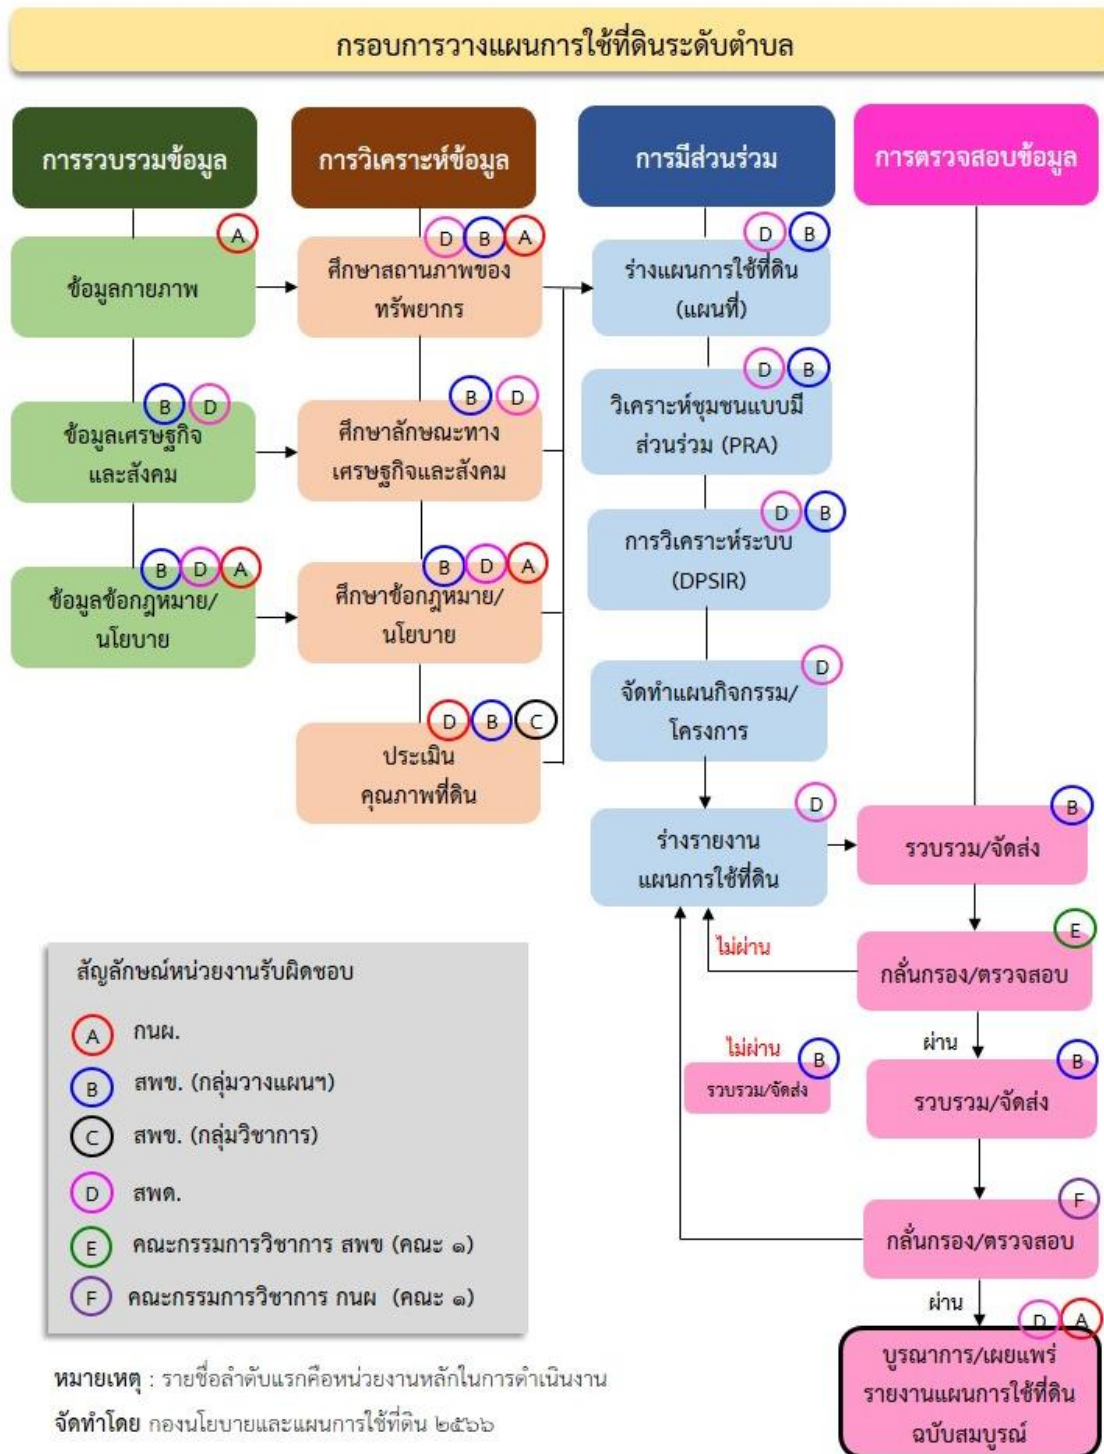 กรอบการวางแผนการใช้ที่ดินระดับตำบล
การรวบรวมข้อมูล
A
ข้อมูลกายภาพ
B D
ข้อมูลเศรษฐกิจ
และสังคม
B D A
ข้อมูลข้อกฎหมาย/
นโยบาย
การวิเคราะห์ข้อมูล
D B A
ศึกษาสถานภาพของ
ทรัพยากร
B D
ศึกษาลักษณะทาง
เศรษฐกิจและสังคม
B D A
ศึกษาข้อกฎหมาย/
นโยบาย
D B C
ประเมิน
คุณภาพที่ดิน
การมีส่วนร่วม
D B
ร่างแผนการใช้ที่ดิน
(แผนที่)
D B
วิเคราะห์ชุมชนแบบมี
ส่วนร่วม (PRA)
D B
การวิเคราะห์ระบบ
(DPSIR)
D
จัดทำแผนกิจกรรม/
โครงการ
D
ร่างรายงาน
แผนการใช้ที่ดิน
การตรวจสอบข้อมูล
B
รวบรวม/จัดส่ง
E
กลั่นกรอง/ตรวจสอบ
ไม่ผ่าน
ผ่าน
B
รวบรวม/จัดส่ง
ไม่ผ่าน
B
รวบรวม/จัดส่ง
F
กลั่นกรอง/ตรวจสอบ
ผ่าน
D A
บูรณาการ/เผยแพร่
รายงานแผนการใช้ที่ดิน
ฉบับสมบูรณ์
สัญลักษณ์หน่วยงานรับผิดชอบ
A กนผ.
B สพข. (กลุ่มวางแผนฯ)
C สพข. (กลุ่มวิชาการ)
D สพด.
E คณะกรรมการวิชาการ สพข (คณะ ๑)
F คณะกรรมการวิชาการ กนผ (คณะ ๑)
หมายเหตุ : รายชื่อลำดับแรกคือหน่วยงานหลักในการดำเนินงาน
จัดทำโดย กองนโยบายและแผนการใช้ที่ดิน ๒๕๖๖